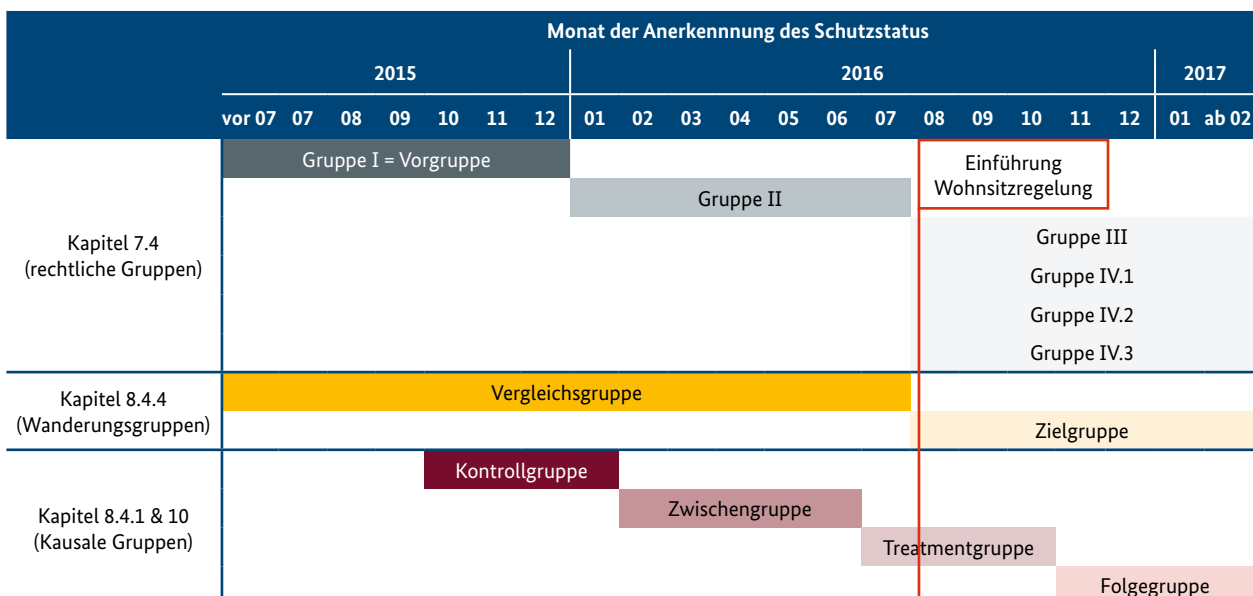 Monat der Anerkennnung des Schutzstatus
2015 2016 2017
vor 07 07 08 09 10 11 12 01 02 03 04 05 06 07 08 09 10 11 12 01 ab 02
Kapitel 7.4
(rechtliche Gruppen)
Gruppe I = Vorgruppe
Einführung
Wohnsitzregelung
Gruppe II
Gruppe III
Gruppe IV.1
Gruppe IV.2
Gruppe IV.3
Kapitel 8.4.4
(Wanderungsgruppen)
Vergleichsgruppe
Zielgruppe
Kapitel 8.4.1 & 10
(Kausale Gruppen)
Kontrollgruppe
Zwischengruppe
Treatmentgruppe
Folgegruppe